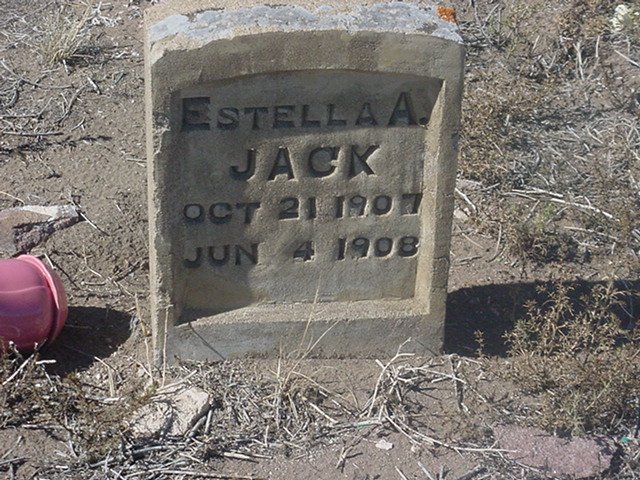 ESTELLA A.
JACK
OCT 21 1907
JUN 4 1908